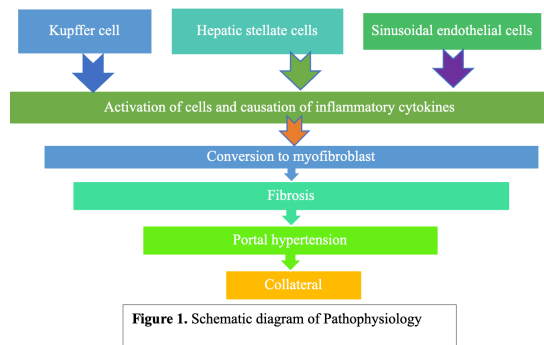 Kupffer cell
Hepatic stellate cells
Sinusoidal endothelial cells
Activation of cells and causation of inflammatory cytokines
Conversion to myofibroblast
Fibrosis
Portal hypertension
Collateral
Figure 1. Schematic diagram of Pathophysiology